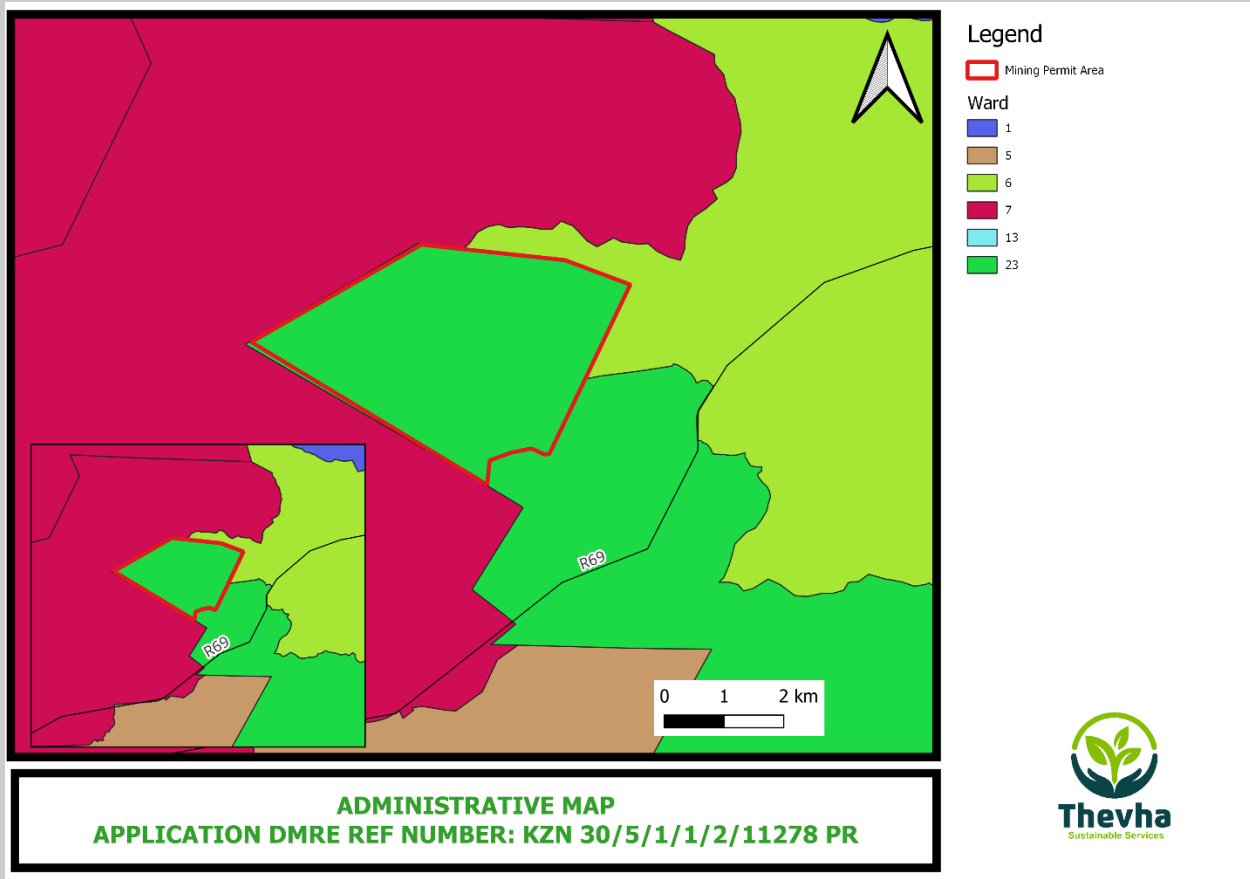 Legend
Mining Permit Area
Ward
1
5
6
7
13
23
R69
R69
0 1 2 km
ADMINISTRATIVE MAP
APPLICATION DMRE REF NUMBER: KZN 30/5/1/1/2/11278 PR
Thevha
Sustainable Services